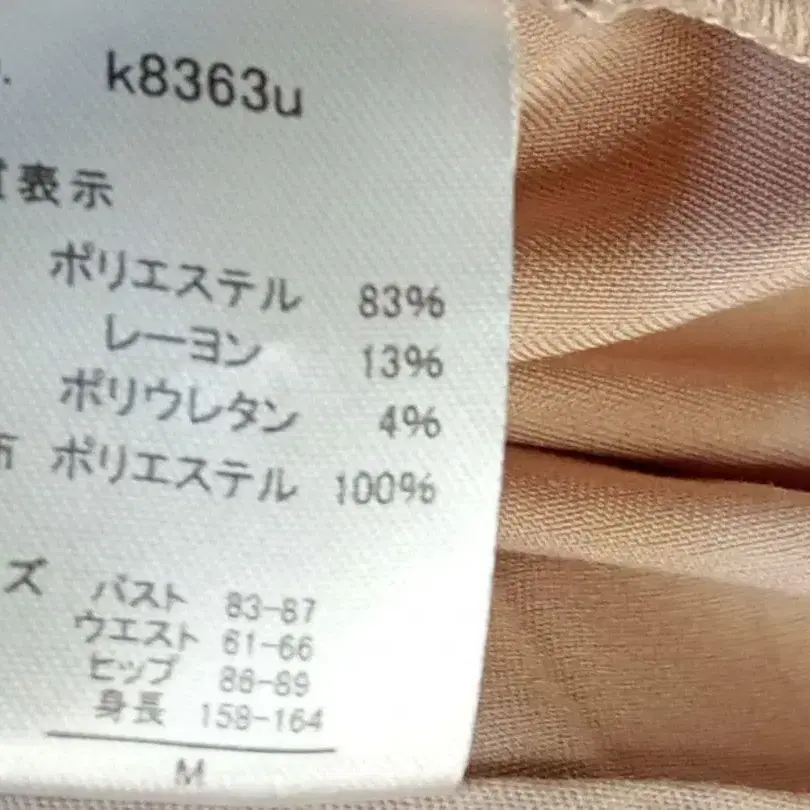 k8363u
表示
ポリエステル 83%
レーヨン 13%
ポリウレタン 4%
布 ポリエステル 100%
ズ バスト 83-87
ウエスト 61-66
ヒップ 86-89
身長 158-164
M